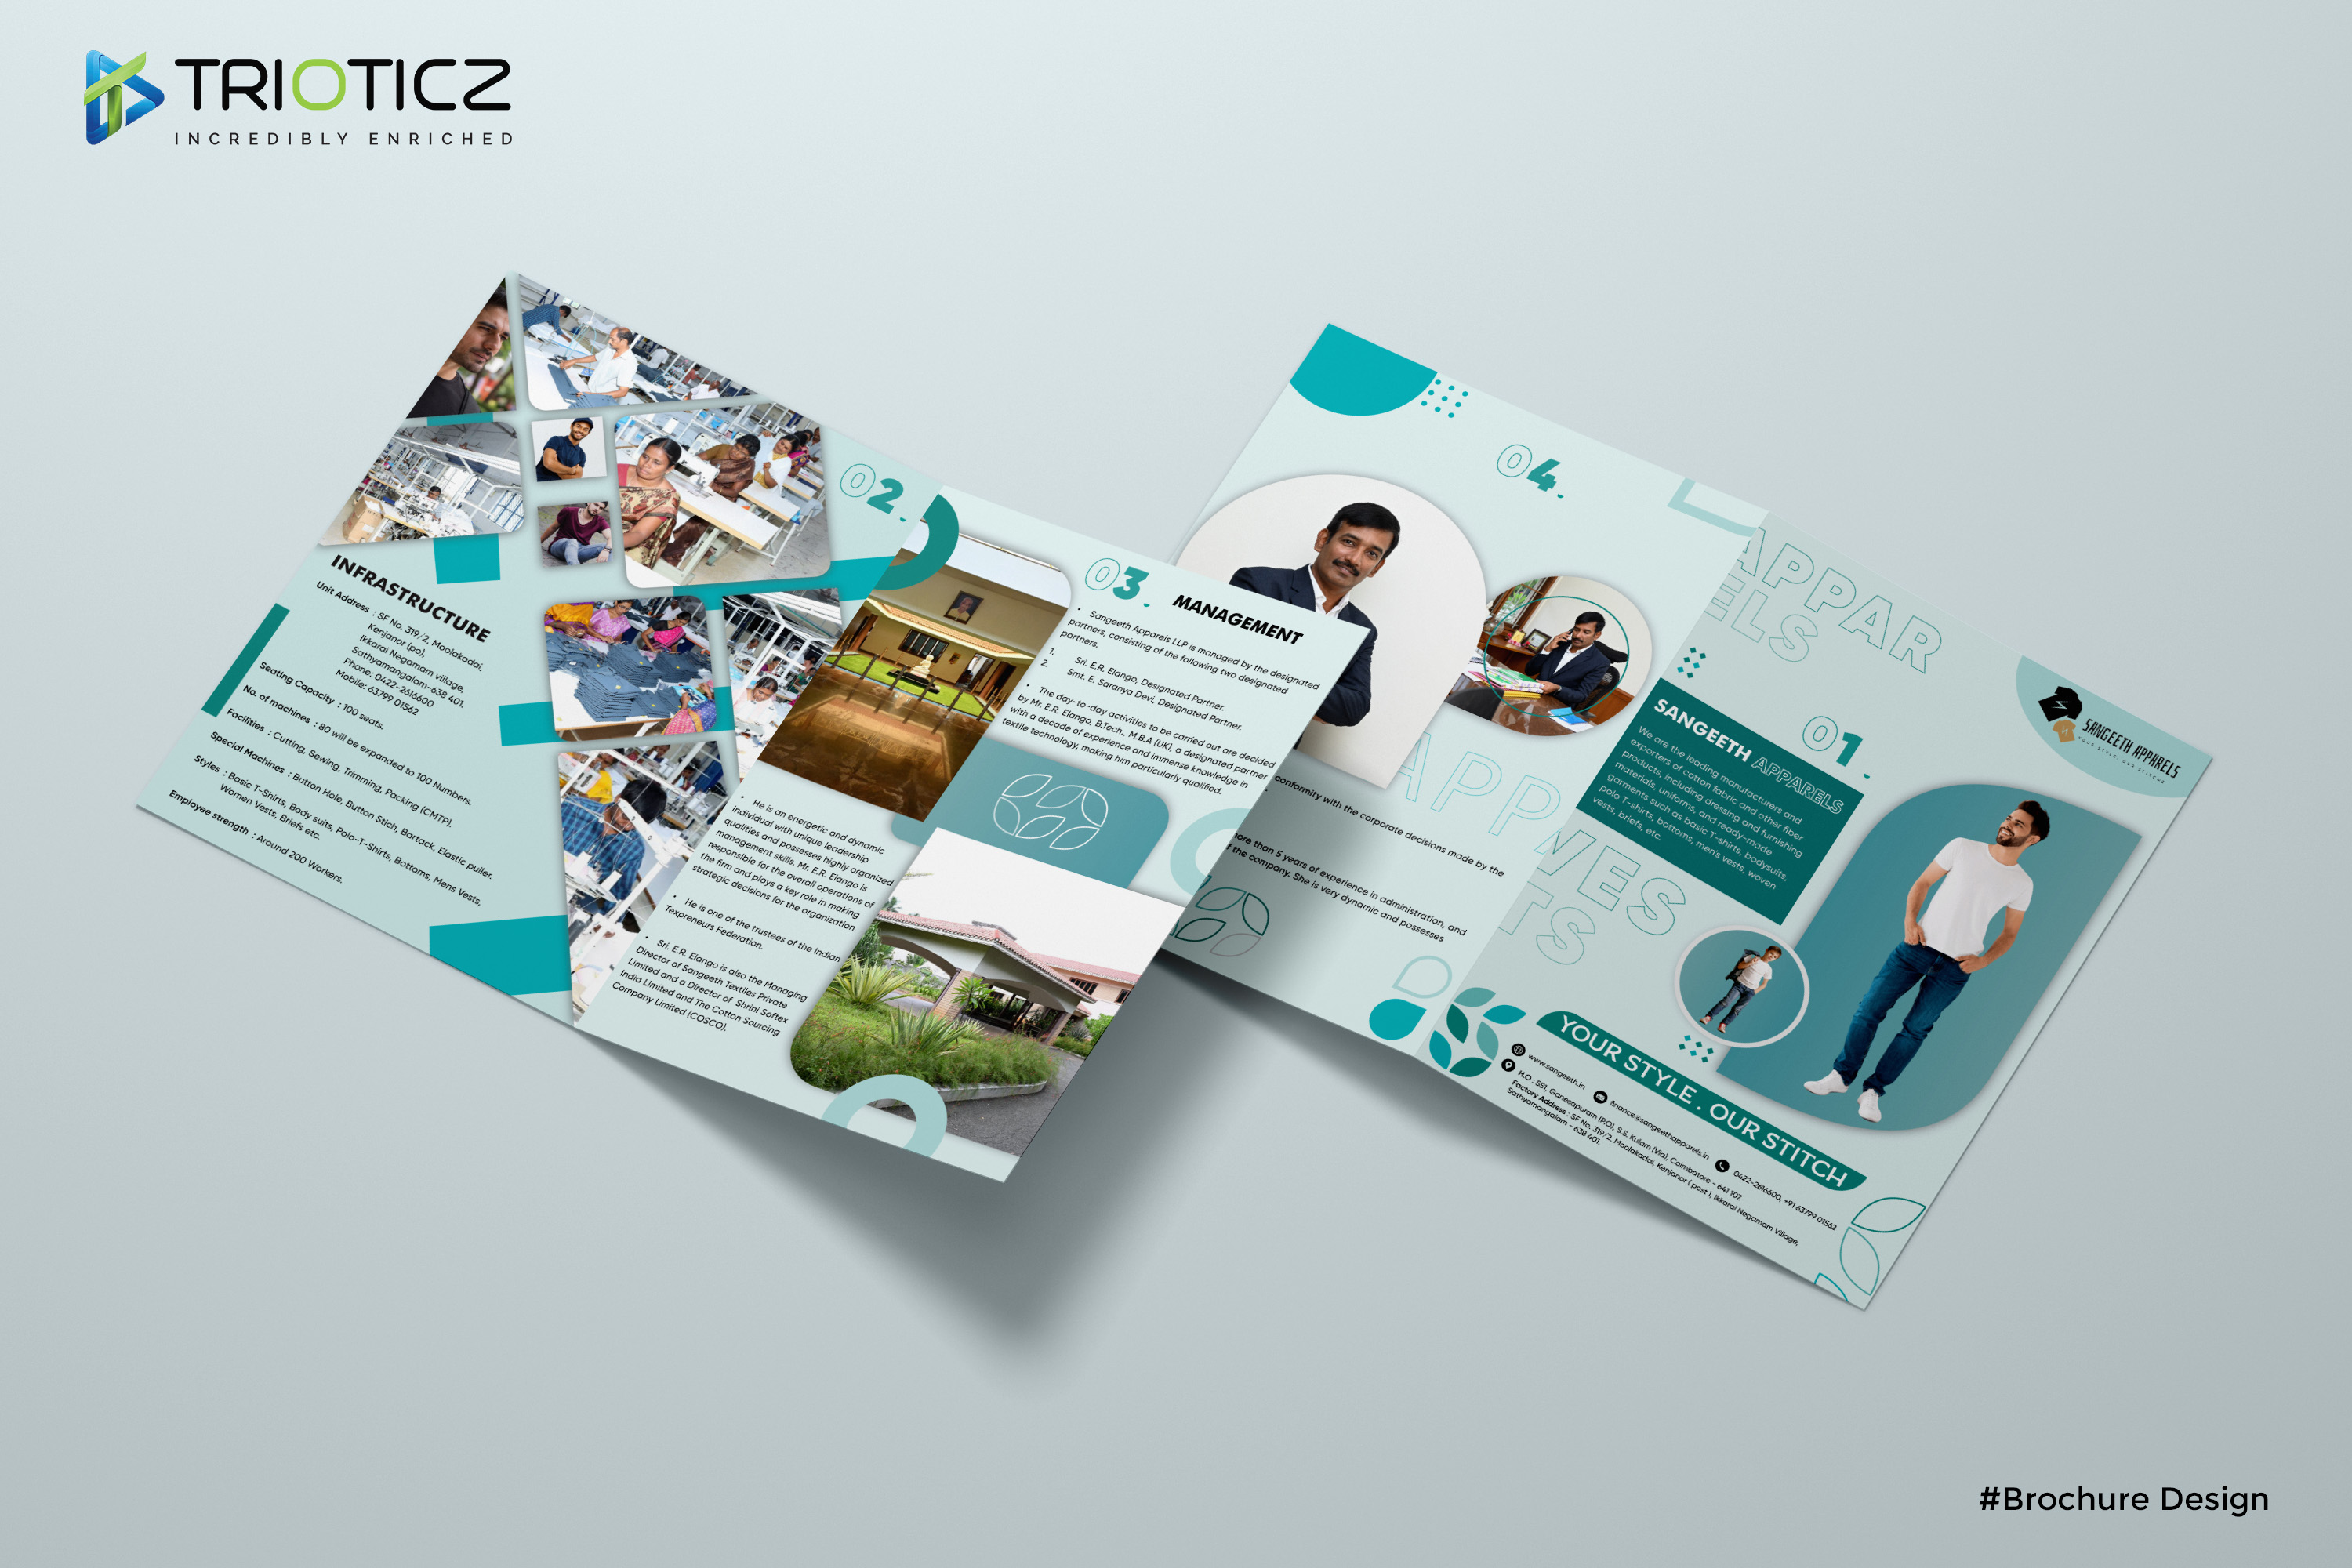 TRIOTICZ
INCREDIBLY ENRICHED
02.
INFRASTRUCTURE
Unit Address : SF No. 319/2, Moolakadai,
Kenjanor (po),
Ikkarai Negamam village,
Sathyamangalam-638 401.
Phone: 0422-2616600
Mobile: 63799 01562
Seating Capacity : 100 seats.
No. of machines : 80 will be expanded to 100 Numbers.
Facilities : Cutting, Sewing, Trimming, Packing (CMTP).
Special Machines : Button Hole, Button Stich, Bartack, Elastic puller.
Styles : Basic T-Shirts, Body suits, Polo-T-Shirts, Bottoms, Mens Vests,
Women Vests, Briefs etc.
Employee strength : Around 200 Workers.
03.
MANAGEMENT
• Sangeeth Apparels LLP is managed by the designated
partners, consisting of the following two designated
partners.
1. Sri. E.R. Elango, Designated Partner.
2. Smt. E. Saranya Devi, Designated Partner.
• The day-to-day activities to be carried out are decided
by Mr. E.R. Elango, B.Tech., M.B.A (UK), a designated partner
with a decade of experience and immense knowledge in
textile technology, making him particularly qualified.
• He is an energetic and dynamic
individual with unique leadership
qualities and possesses highly organized
management skills. Mr. E.R. Elango is
responsible for the overall operations of
the firm and plays a key role in making
strategic decisions for the organization.
• He is one of the trustees of the Indian
Texpreneurs Federation.
• Sri. E.R. Elango is also the Managing
Director of Sangeeth Textiles Private
Limited and a Director of Shrini Softex
India Limited and The Cotton Sourcing
Company Limited (COSCO).
04.
conformity with the corporate decisions made by the
more than 5 years of experience in administration, and
f the company. She is very dynamic and possesses
APP
APPAR
ELS
VES
TS
01.
SANGEETH APPARELS
YOUR STYLE, OUR STITCH
SANGEETH APPARELS
We are the leading manufacturers and
exporters of cotton fabric and other fiber
products, including dressing and furnishing
materials, uniforms, and ready-made
garments such as basic T-shirts, bodysuits,
polo T-shirts, bottoms, men's vests, woven
vests, briefs, etc.
YOUR STYLE . OUR STITCH
www.sangeeth.in
finance@sangeethapparels.in
0422-2616600, +91 63799 01562
H.O : 551, Ganesapuram (P.O), S.S. Kulam (Via), Coimbatore - 641 107.
Factory Address : SF No. 319/2, Moolakadai, Kenjanor ( post ), Ikkarai Negamam Village,
Sathyamangalam - 638 401.
#Brochure Design